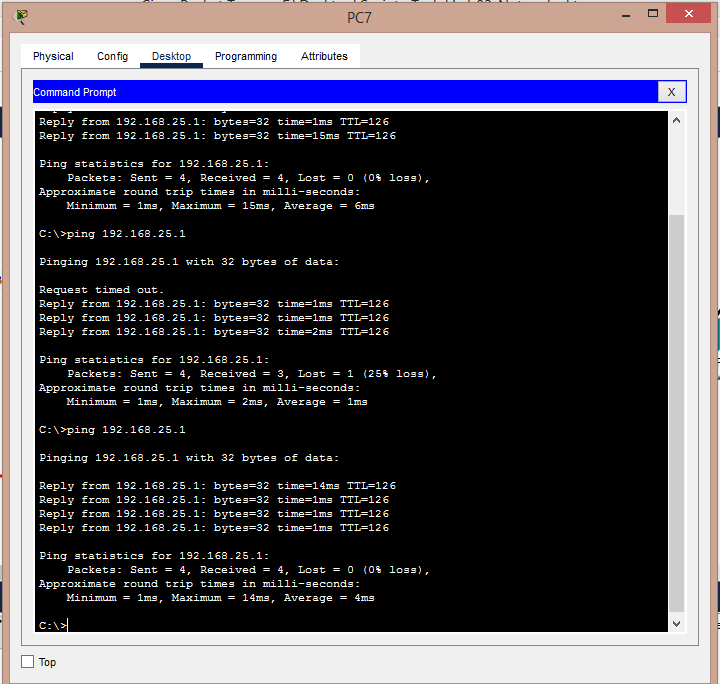 PC7
Physical Config Desktop Programming Attributes
Command Prompt X
Reply from 192.168.25.1: bytes=32 time=1ms TTL=126
Reply from 192.168.25.1: bytes=32 time=15ms TTL=126
Ping statistics for 192.168.25.1:
Packets: Sent = 4, Received = 4, Lost = 0 (0% loss),
Approximate round trip times in milli-seconds:
Minimum = 1ms, Maximum = 15ms, Average = 6ms
C:\>ping 192.168.25.1
Pinging 192.168.25.1 with 32 bytes of data:
Request timed out.
Reply from 192.168.25.1: bytes=32 time=1ms TTL=126
Reply from 192.168.25.1: bytes=32 time=1ms TTL=126
Reply from 192.168.25.1: bytes=32 time=2ms TTL=126
Ping statistics for 192.168.25.1:
Packets: Sent = 4, Received = 3, Lost = 1 (25% loss),
Approximate round trip times in milli-seconds:
Minimum = 1ms, Maximum = 2ms, Average = 1ms
C:\>ping 192.168.25.1
Pinging 192.168.25.1 with 32 bytes of data:
Reply from 192.168.25.1: bytes=32 time=14ms TTL=126
Reply from 192.168.25.1: bytes=32 time=1ms TTL=126
Reply from 192.168.25.1: bytes=32 time=1ms TTL=126
Reply from 192.168.25.1: bytes=32 time=1ms TTL=126
Ping statistics for 192.168.25.1:
Packets: Sent = 4, Received = 4, Lost = 0 (0% loss),
Approximate round trip times in milli-seconds:
Minimum = 1ms, Maximum = 14ms, Average = 4ms
C:\>
Top